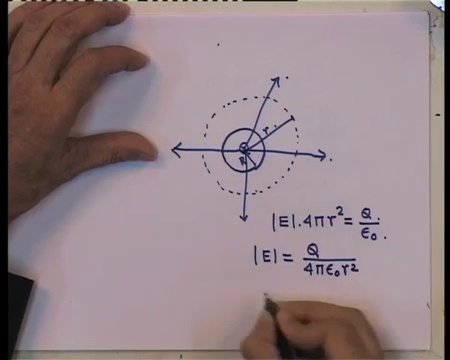 r
Q
R
|E|. 4πr² = Q/ε₀.
|E| = Q/4πε₀r²